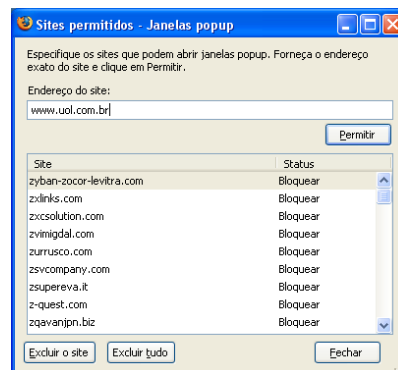 Sites permitidos - Janelas popup
Especifique os sites que podem abrir janelas popup. Forneça o endereço
exato do site e clique em Permitir.
Endereço do site:
www.uol.com.br
Permitir
Site Status
zyban-zocor-levitra.com Bloquear
zxlinks.com Bloquear
zxcsolution.com Bloquear
zvimigdal.com Bloquear
zurrusco.com Bloquear
zsvcompany.com Bloquear
zsupereva.it Bloquear
z-quest.com Bloquear
zqavanjpn.biz Bloquear
Excluir o site Excluir tudo Fechar